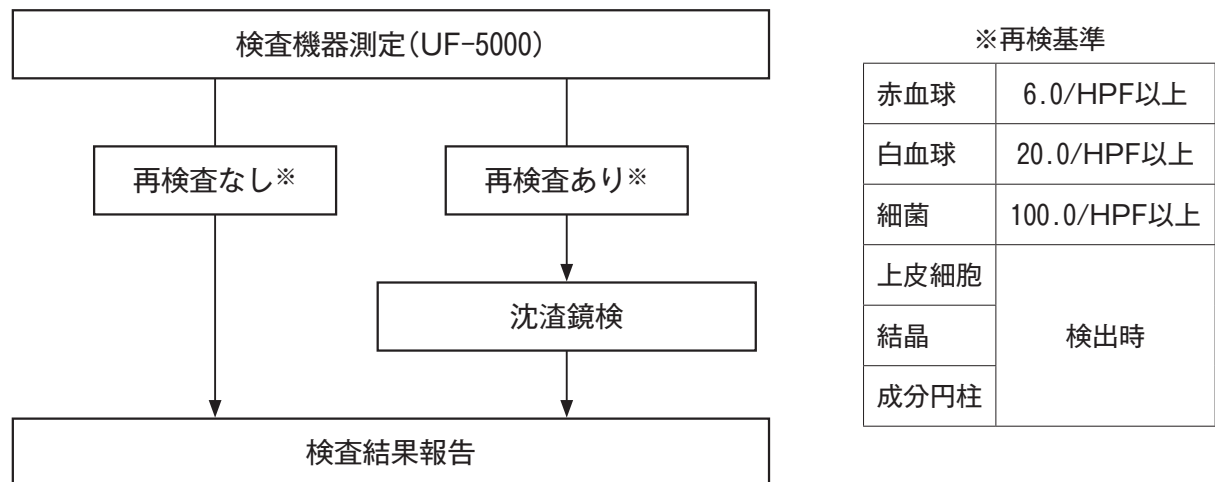 検査機器測定(UF-5000)
再検査なし※
再検査あり※
沈渣鏡検
検査結果報告
※再検基準
赤血球 6.0/HPF以上
白血球 20.0/HPF以上
細菌 100.0/HPF以上
上皮細胞
結晶 検出時
成分円柱